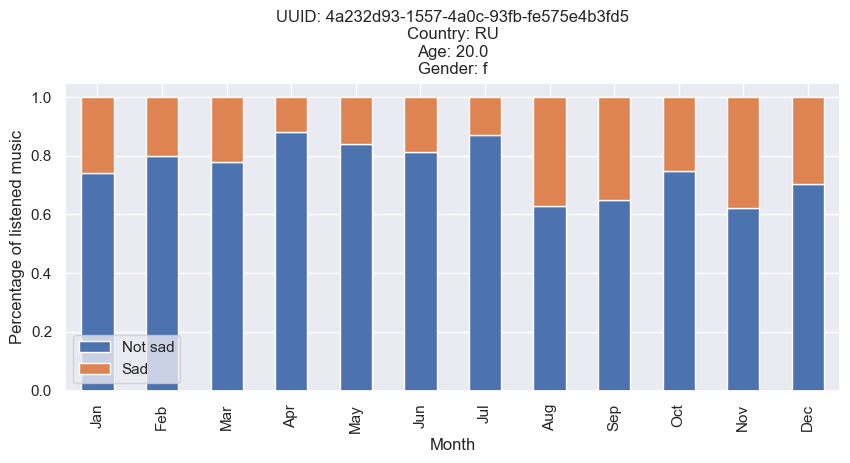 UUID: 4a232d93-1557-4a0c-93fb-fe575e4b3fd5
Country: RU
Age: 20.0
Gender: f
Percentage of listened music
1.0
0.8
0.6
0.4
0.2
0.0
Not sad
Sad
Jan
Feb
Mar
Apr
May
Jun
Jul
Aug
Sep
Oct
Nov
Dec
Month